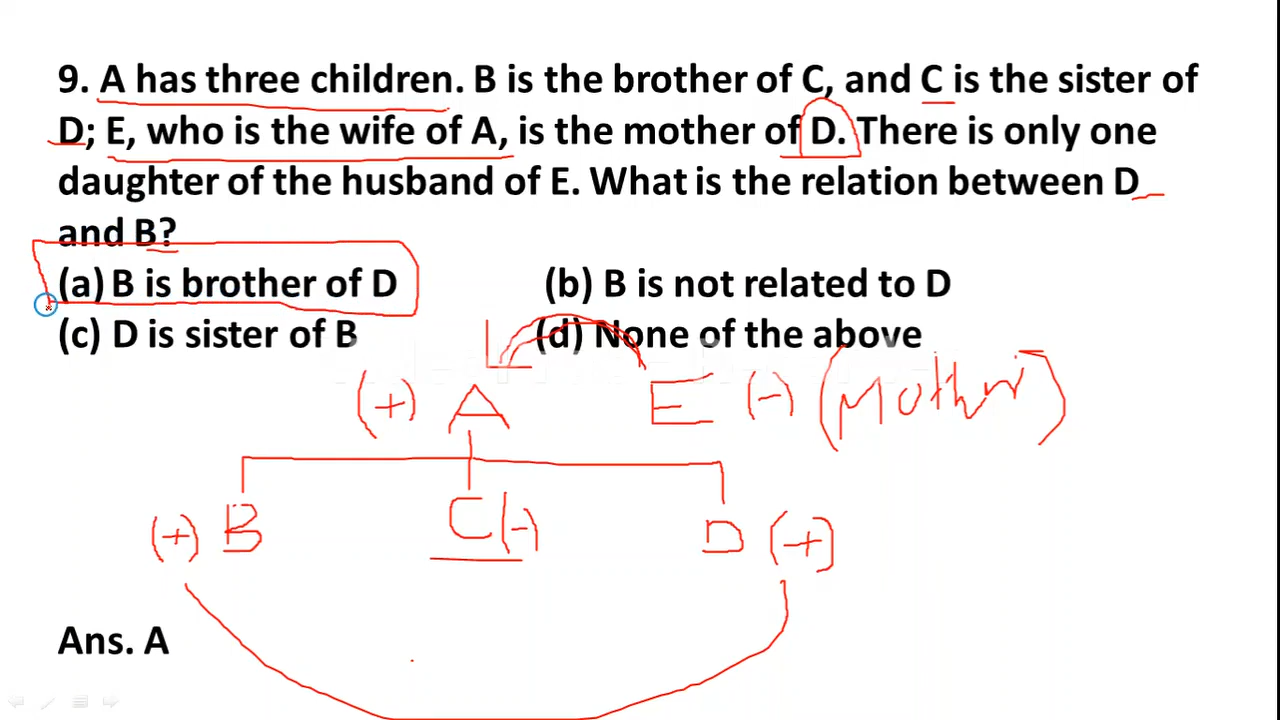 9. A has three children. B is the brother of C, and C is the sister of
D; E, who is the wife of A, is the mother of D. There is only one
daughter of the husband of E. What is the relation between D
and B?
(a) B is brother of D (b) B is not related to D
(c) D is sister of B (d) None of the above
(+) A E (-) (Mother)
(+) B C (-) D (+)
Ans. A